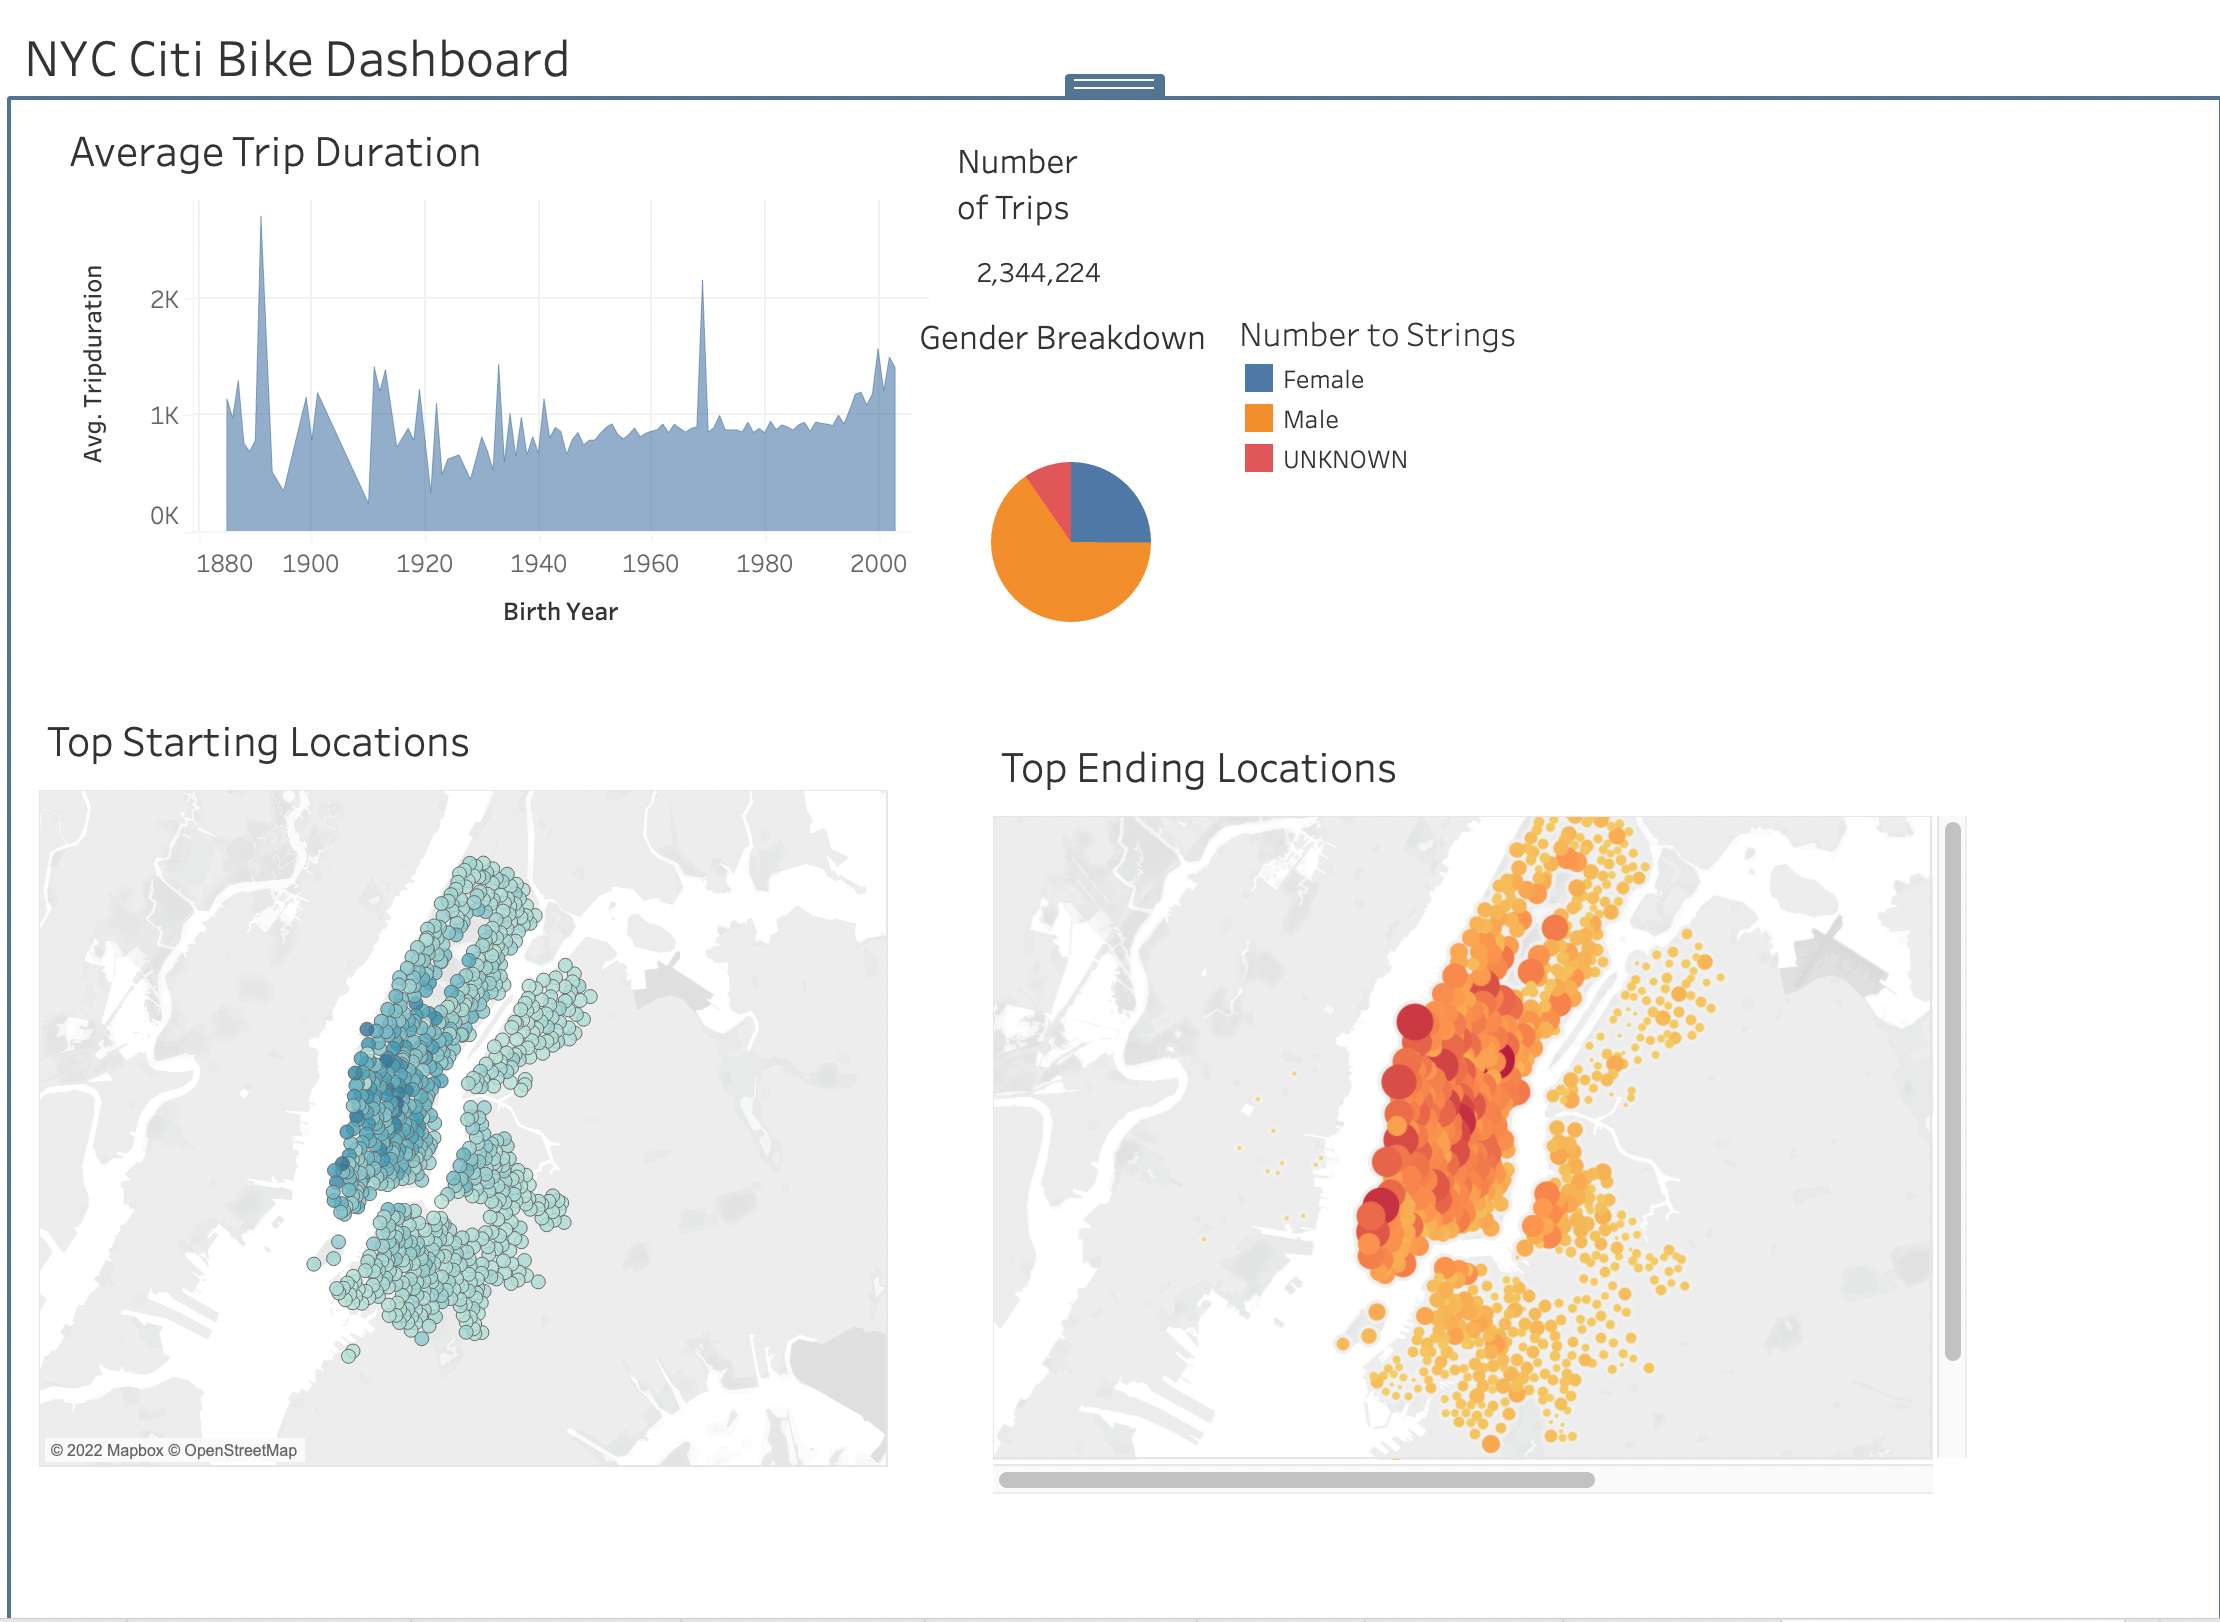 NYC Citi Bike Dashboard
Average Trip Duration
Avg. Tripduration
2K
1K
0K
1880 1900 1920 1940 1960 1980 2000
Birth Year
Number
of Trips
2,344,224
Gender Breakdown
Number to Strings
Female
Male
UNKNOWN
Top Starting Locations
© 2022 Mapbox © OpenStreetMap
Top Ending Locations